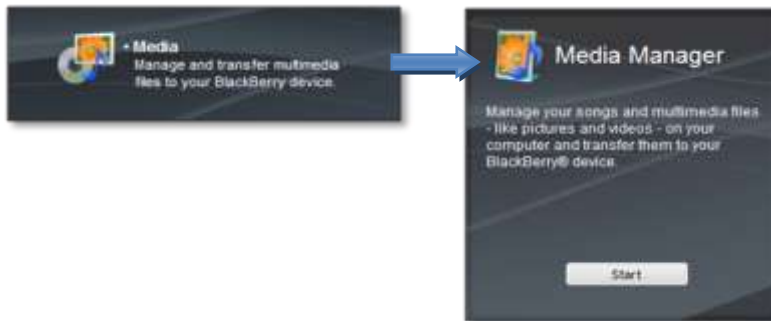 • Media
Manage and transfer multimedia
files to your BlackBerry device.
Media Manager
Manage your songs and multimedia files
- like pictures and videos - on your
computer and transfer them to your
BlackBerry® device.
Start